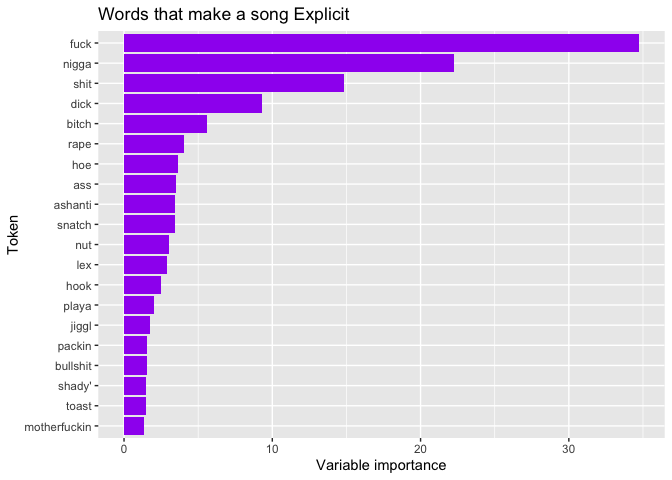 Words that make a song Explicit
fuck
nigga
shit
dick
bitch
rape
hoe
ass
ashanti
snatch
nut
lex
hook
playa
jiggl
packin
bullshit
shady'
toast
motherfuckin
Token
0 10 20 30
Variable importance